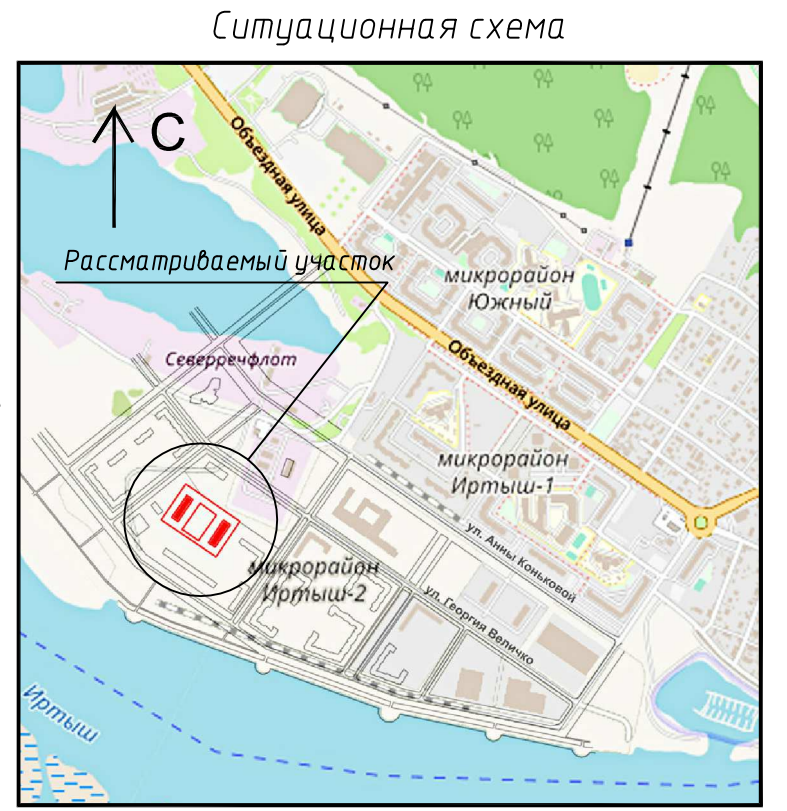 Ситуационная схема
С
Объездная улица
Рассматриваемый участок
микрорайон
Южный
Северречфлот
Объездная улица
микрорайон
Иртыш-1
ул. Анны Коньковой
микрорайон
Иртыш-2
ул. Георгия Величко
Иртыш